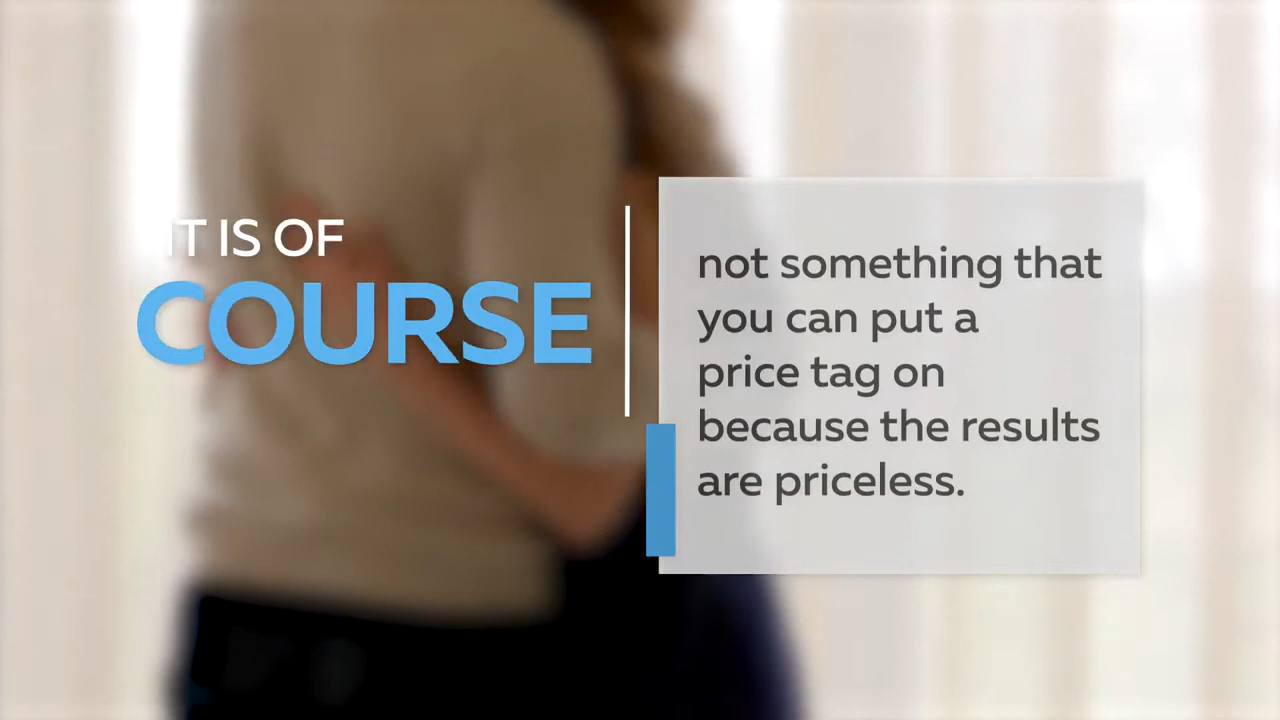 IT IS OF
COURSE
not something that
you can put a
price tag on
because the results
are priceless.